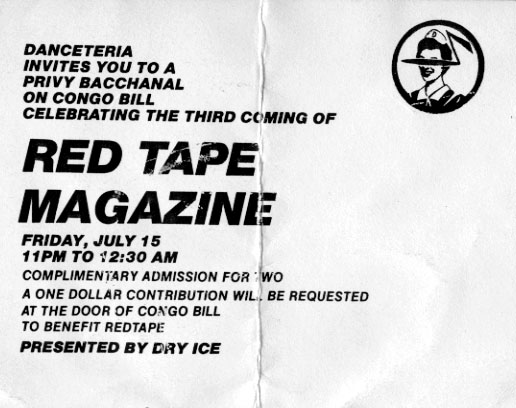 DANCETERIA
INVITES YOU TO A
PRIVY BACCHANAL
ON CONGO BILL
CELEBRATING THE THIRD COMING OF
RED TAPE
MAGAZINE
FRIDAY, JULY 15
11PM TO 12:30 AM
COMPLIMENTARY ADMISSION FOR TWO
A ONE DOLLAR CONTRIBUTION WILL BE REQUESTED
AT THE DOOR OF CONGO BILL
TO BENEFIT REDTAPE
PRESENTED BY DRY ICE